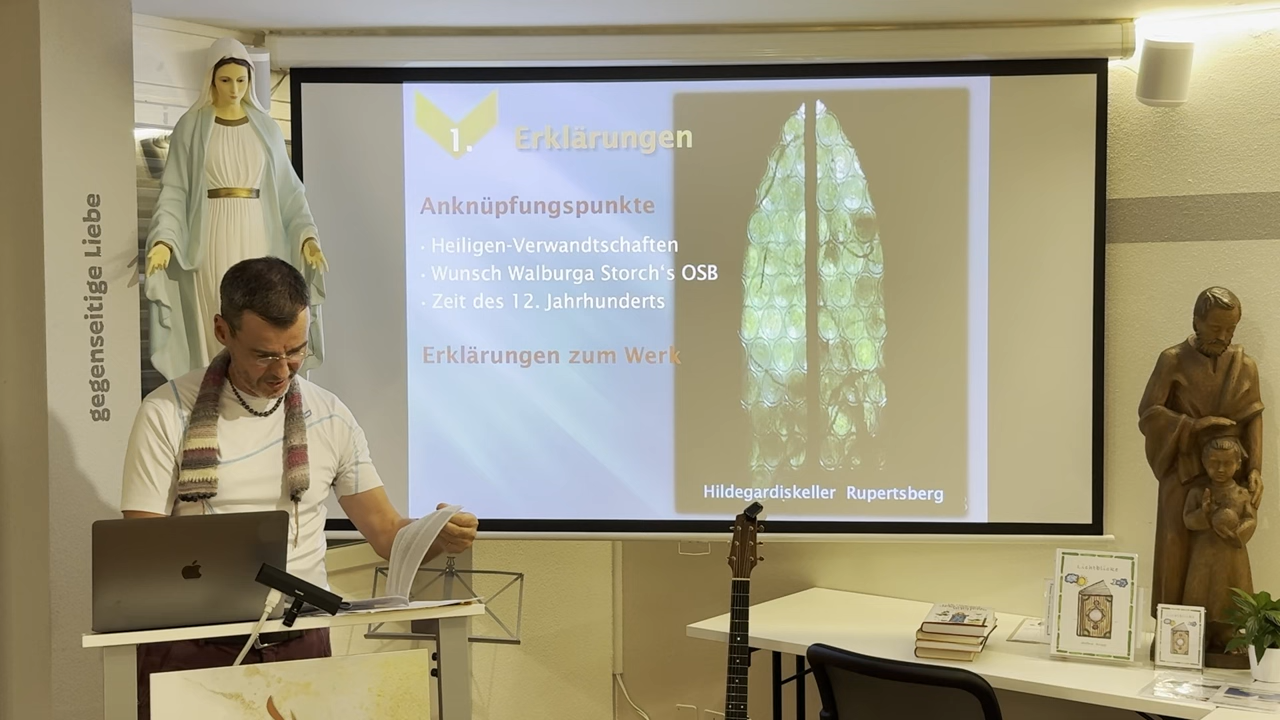 gegenseitige Liebe
1. Erklärungen
Anknüpfungspunkte
· Heiligen-Verwandtschaften
· Wunsch Walburga Storch's OSB
· Zeit des 12. Jahrhunderts
Erklärungen zum Werk
Hildegardiskeller Rupertsberg